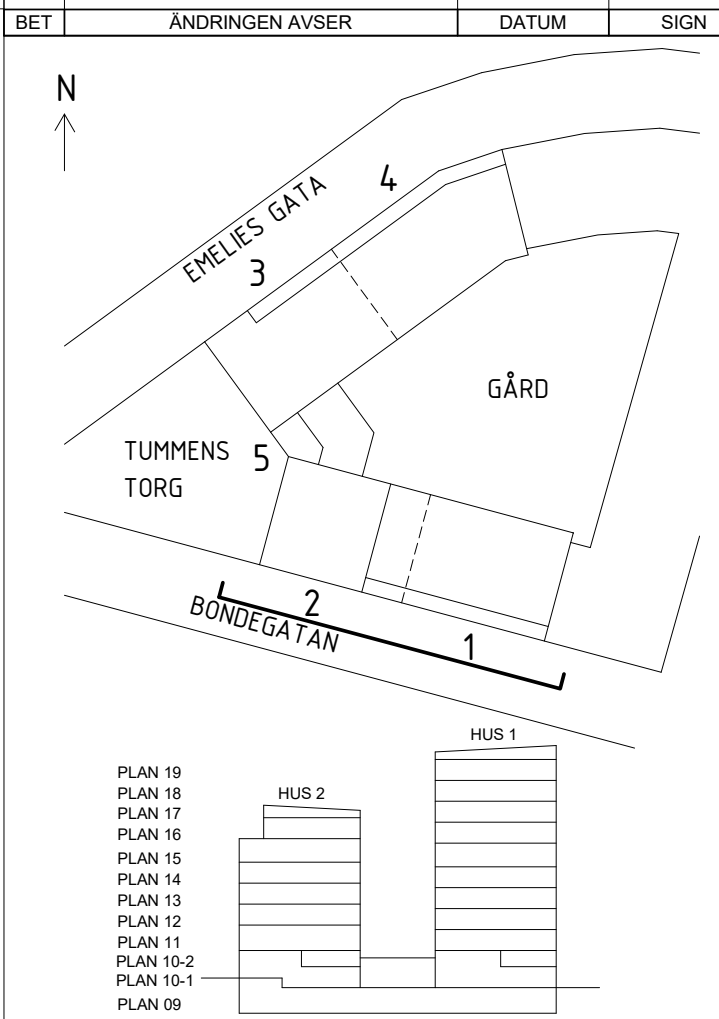 BET ÄNDRINGEN AVSER DATUM SIGN
N
4
EMELIES GATA
3
GÅRD
TUMMENS
TORG
5
2
BONDEGATAN
1
HUS 1
PLAN 19
PLAN 18
HUS 2
PLAN 17
PLAN 16
PLAN 15
PLAN 14
PLAN 13
PLAN 12
PLAN 11
PLAN 10-2
PLAN 10-1
PLAN 09